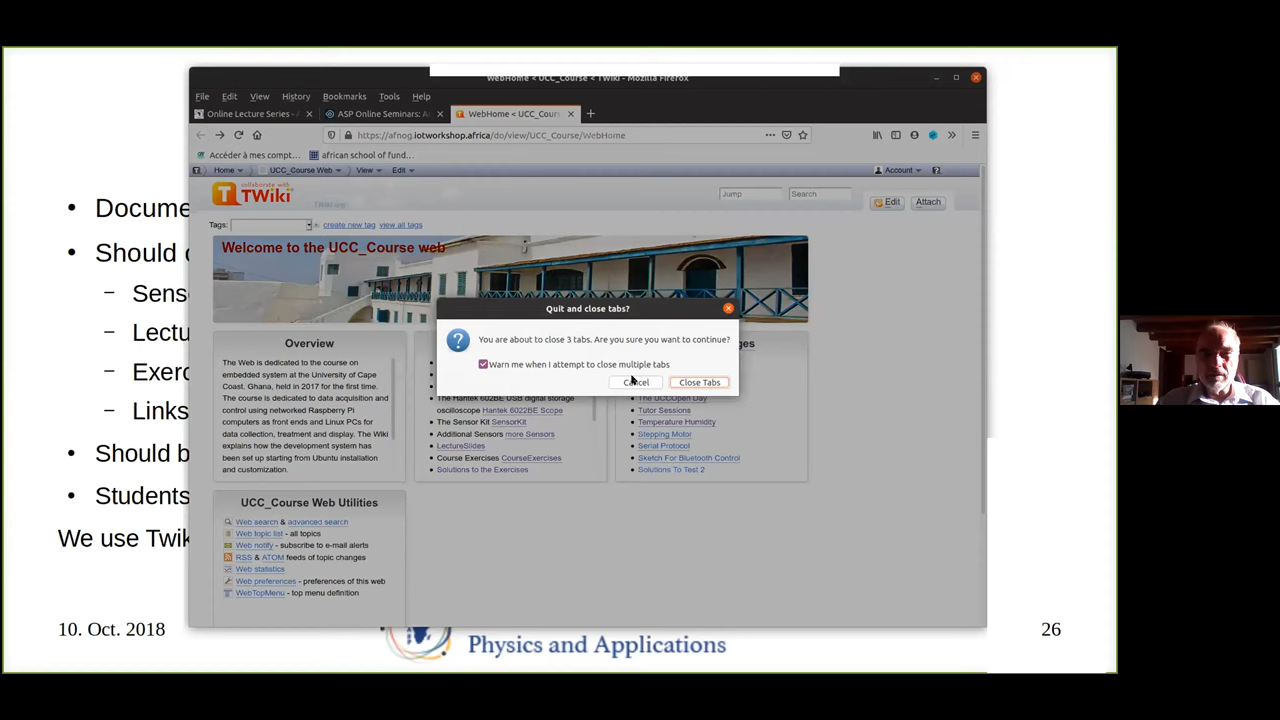 WebHome < UCC_Course < TWiki - Mozilla Firefox
File Edit View History Bookmarks Tools Help
Online Lecture Series -
ASP Online Seminars:
WebHome < UCC_Cour
https://afnog.iotworkshop.africa/do/view/UCC_Course/WebHome
Accéder à mes compt...
african school of fund...
Home
UCC_Course Web
View
Edit
Account
collaborate with
TWiki
TWiki.org
Jump
Search
Edit
Attach
Tags:
create new tag
view all tags
Welcome to the UCC_Course web
Quit and close tabs?
You are about to close 3 tabs. Are you sure you want to continue?
Warn me when I attempt to close multiple tabs
Cancel
Close Tabs
Overview
The Web is dedicated to the course on
embedded systems at the University of Cape
Coast. Ghana, held in 2017 for the first time.
The course is dedicated to data acquisition and
control using networked Raspberry Pi
computers as front ends and Linux PCs for
data collection, treatment and display. The Wiki
explains how the development system has
been set up starting from Ubuntu installation
and customization.
The Hantek 602BE USB digital storage
oscilloscope Hantek 6022BE Scope
The Sensor Kit SensorKit
Additional Sensors more Sensors
LectureSlides
Course Exercises CourseExercises
Solutions to the Exercises
The UCCOpen Day
Tutor Sessions
Temperature Humidity
Stepping Motor
Serial Protocol
Sketch For Bluetooth Control
Solutions To Test 2
UCC_Course Web Utilities
Web search & advanced search
Web topic list - all topics
Web notify - subscribe to e-mail alerts
RSS & ATOM feeds of topic changes
Web statistics
Web preferences - preferences of this web
WebTopMenu - top menu definition
• Docume
• Should
– Sens
– Lectu
– Exerc
– Links
• Should b
• Students
We use Twik
10. Oct. 2018
Physics and Applications
26